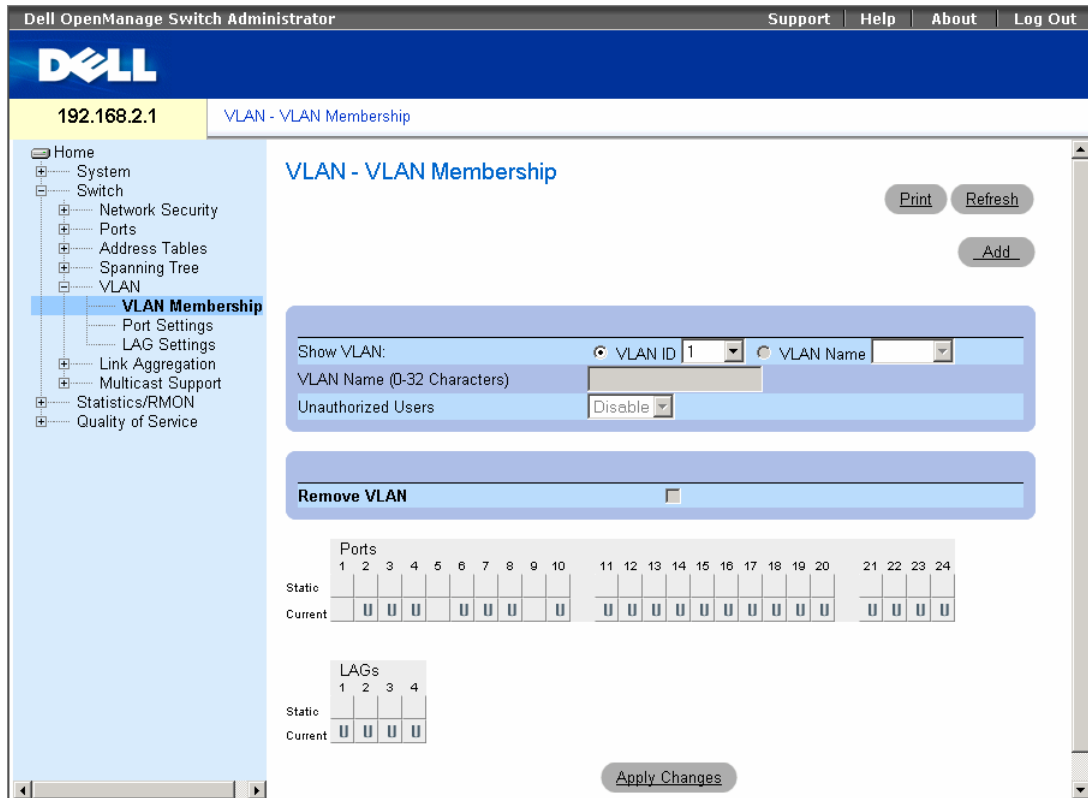 Dell OpenManage Switch Administrator
Support
Help
About
Log Out
DELL
192.168.2.1
VLAN - VLAN Membership
Home
System
Switch
Network Security
Ports
Address Tables
Spanning Tree
VLAN
VLAN Membership
Port Settings
LAG Settings
Link Aggregation
Multicast Support
Statistics/RMON
Quality of Service
VLAN - VLAN Membership
Print
Refresh
Add
Show VLAN: VLAN ID 1 VLAN Name
VLAN Name (0-32 Characters)
Unauthorized Users Disable
Remove VLAN
Ports
1 2 3 4 5 6 7 8 9 10 11 12 13 14 15 16 17 18 19 20 21 22 23 24
Static
Current U U U U U U U U U U U U U U U U U U U U U
LAGs
1 2 3 4
Static
Current U U U U
Apply Changes